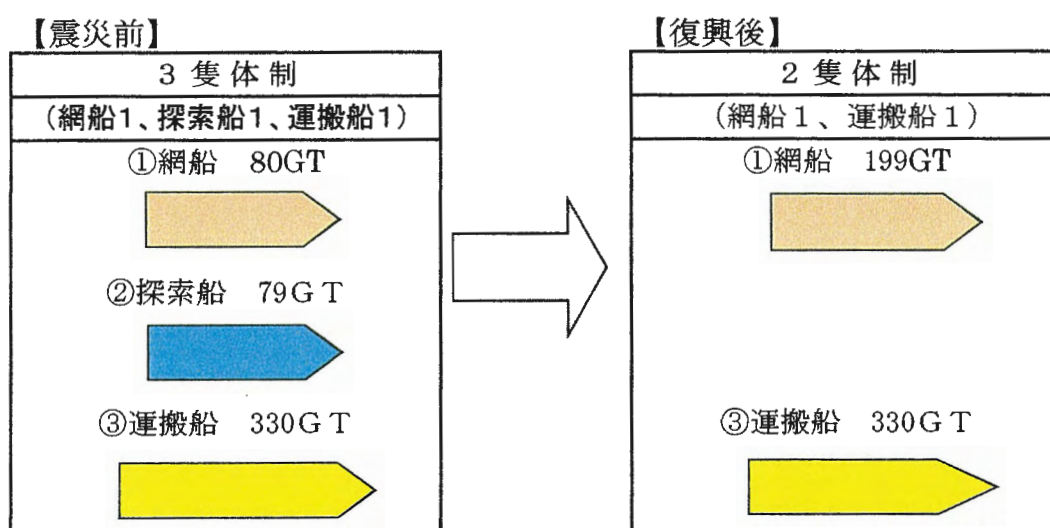 【震災前】
3 隻 体 制
(網船1、探索船1、運搬船1)
①網船 80GT
②探索船 79G T
③運搬船 330G T
【復興後】
2 隻 体 制
(網船1、運搬船1)
①網船 199GT
③運搬船 330G T